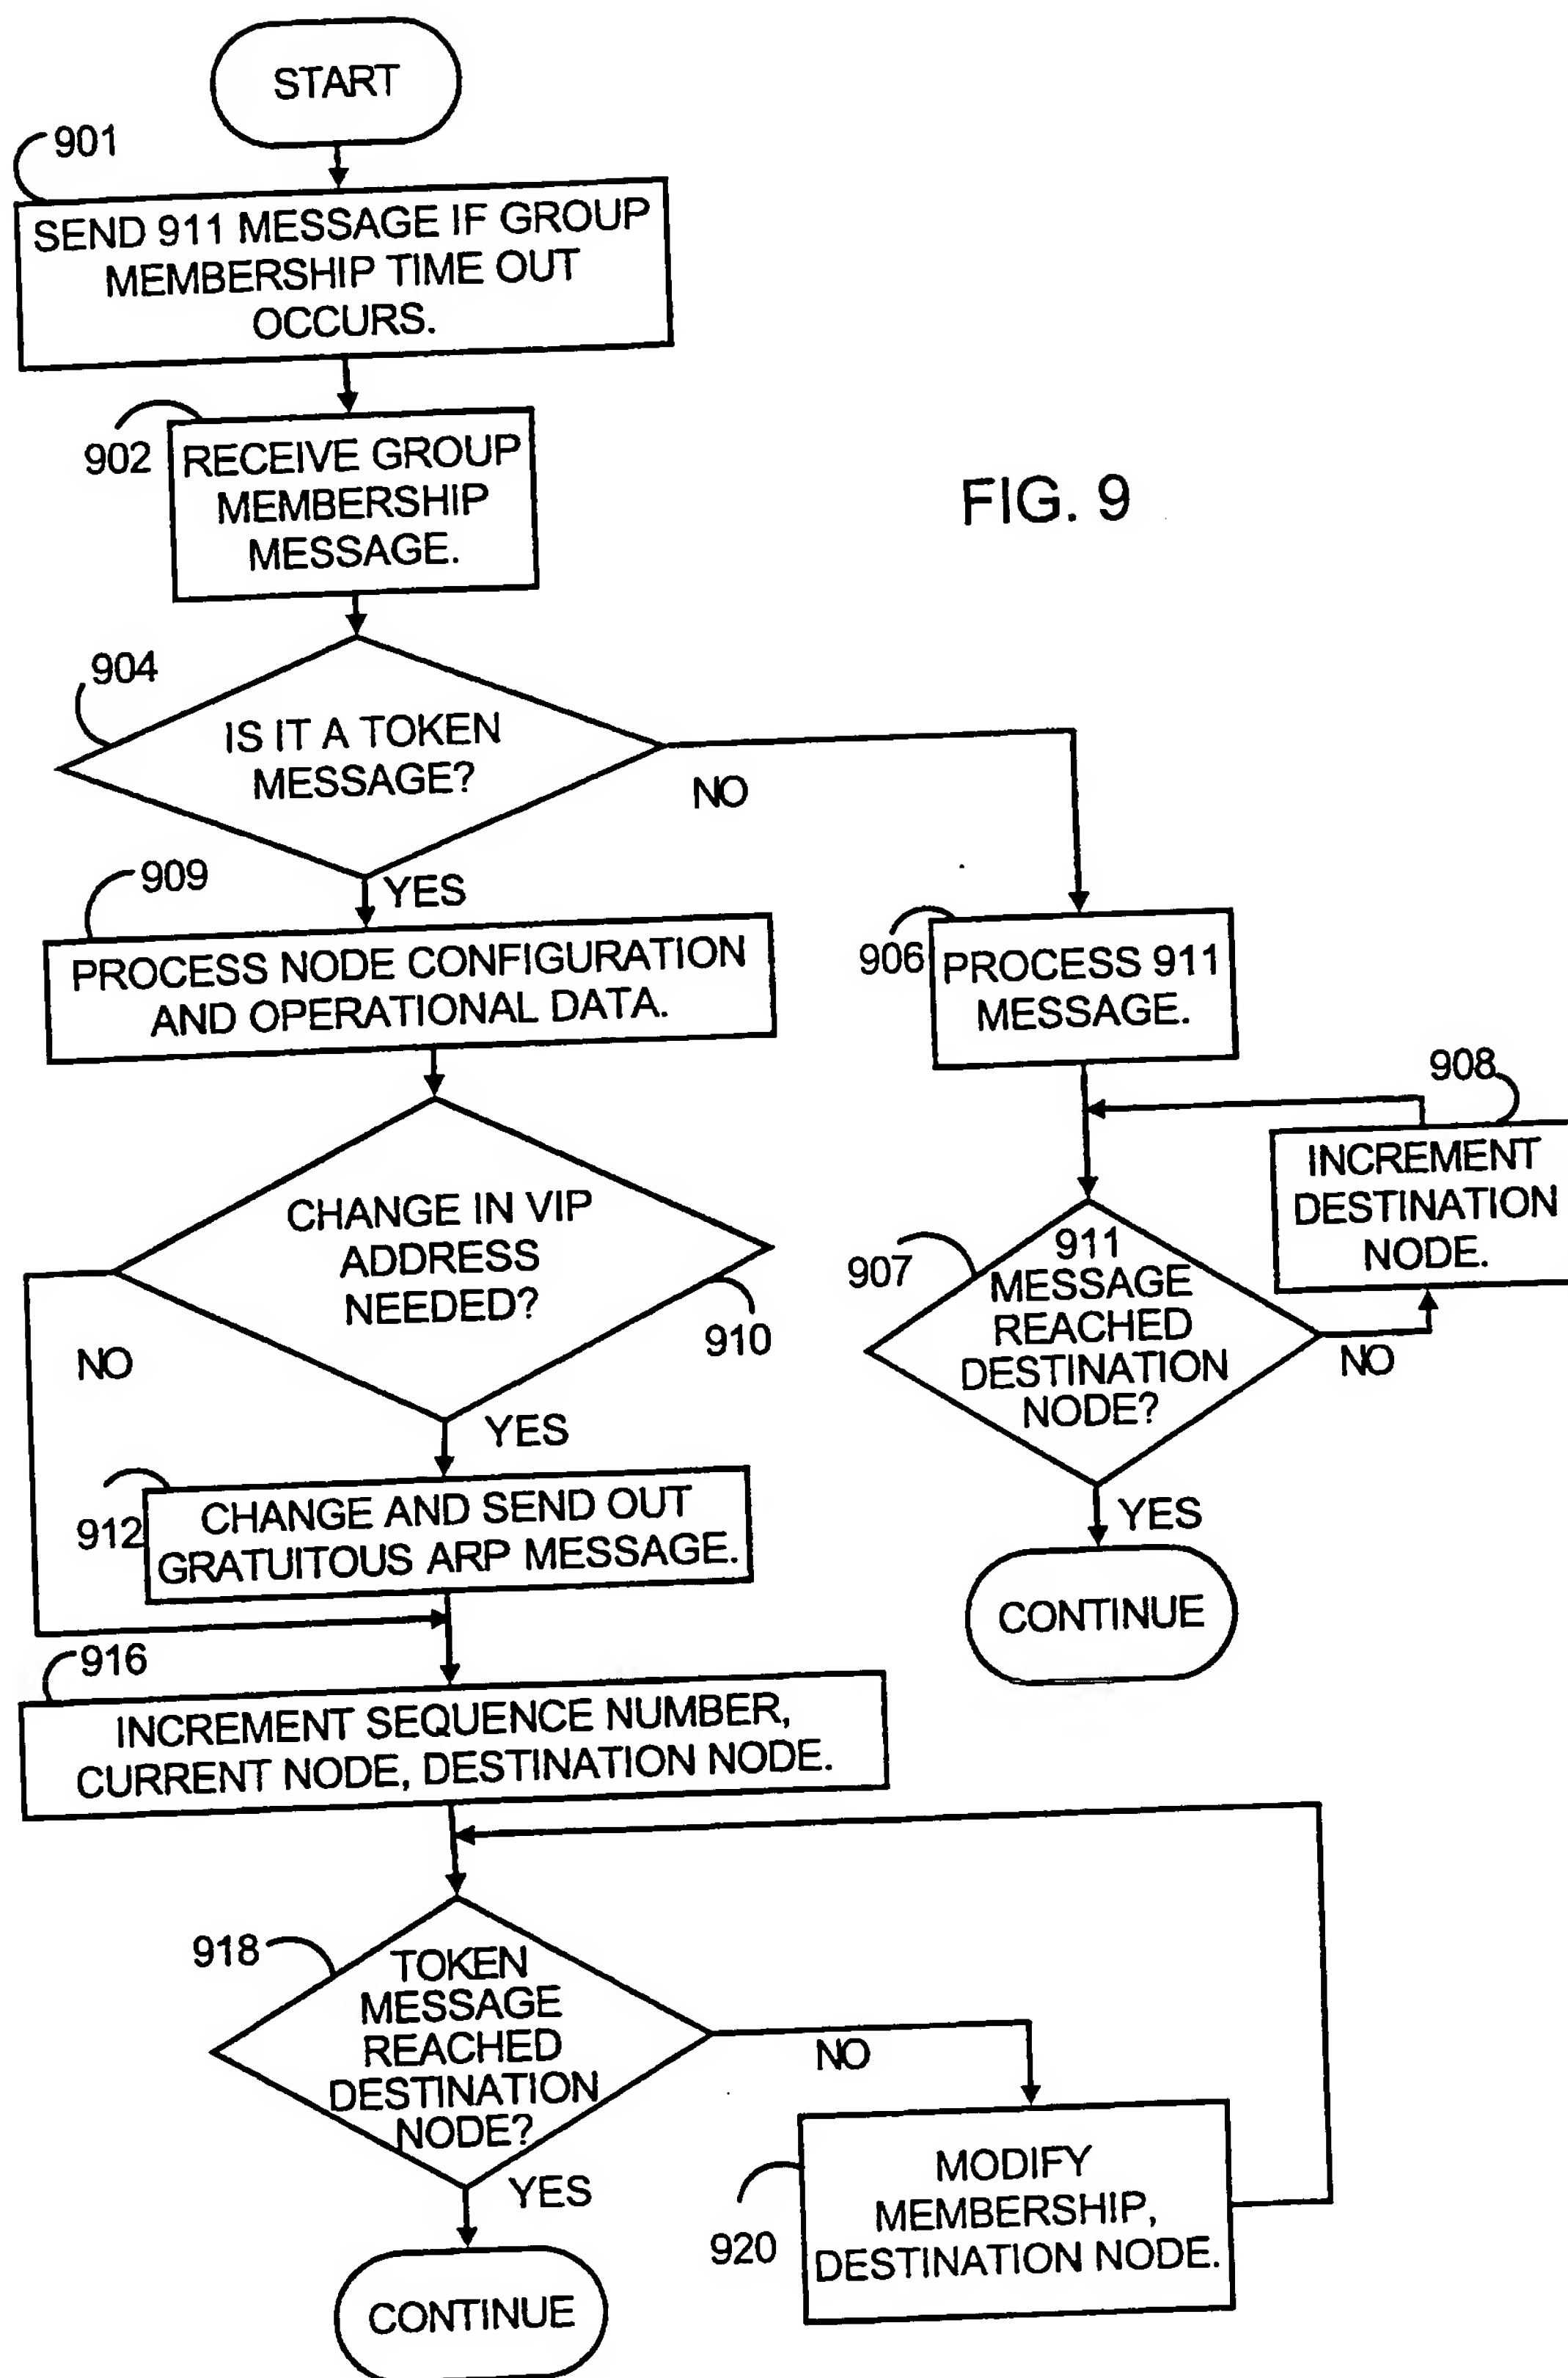 START
901
SEND 911 MESSAGE IF GROUP
MEMBERSHIP TIME OUT
OCCURS.
902
RECEIVE GROUP
MEMBERSHIP
MESSAGE.
FIG. 9
904
IS IT A TOKEN
MESSAGE?
NO
YES
909
PROCESS NODE CONFIGURATION
AND OPERATIONAL DATA.
906
PROCESS 911
MESSAGE.
908
INCREMENT
DESTINATION
NODE.
907
911
MESSAGE
REACHED
DESTINATION
NODE?
NO
YES
CONTINUE
CHANGE IN VIP
ADDRESS
NEEDED?
910
NO
YES
912
CHANGE AND SEND OUT
GRATUITOUS ARP MESSAGE.
916
INCREMENT SEQUENCE NUMBER,
CURRENT NODE, DESTINATION NODE.
918
TOKEN
MESSAGE
REACHED
DESTINATION
NODE?
NO
YES
920
MODIFY
MEMBERSHIP,
DESTINATION NODE.
CONTINUE